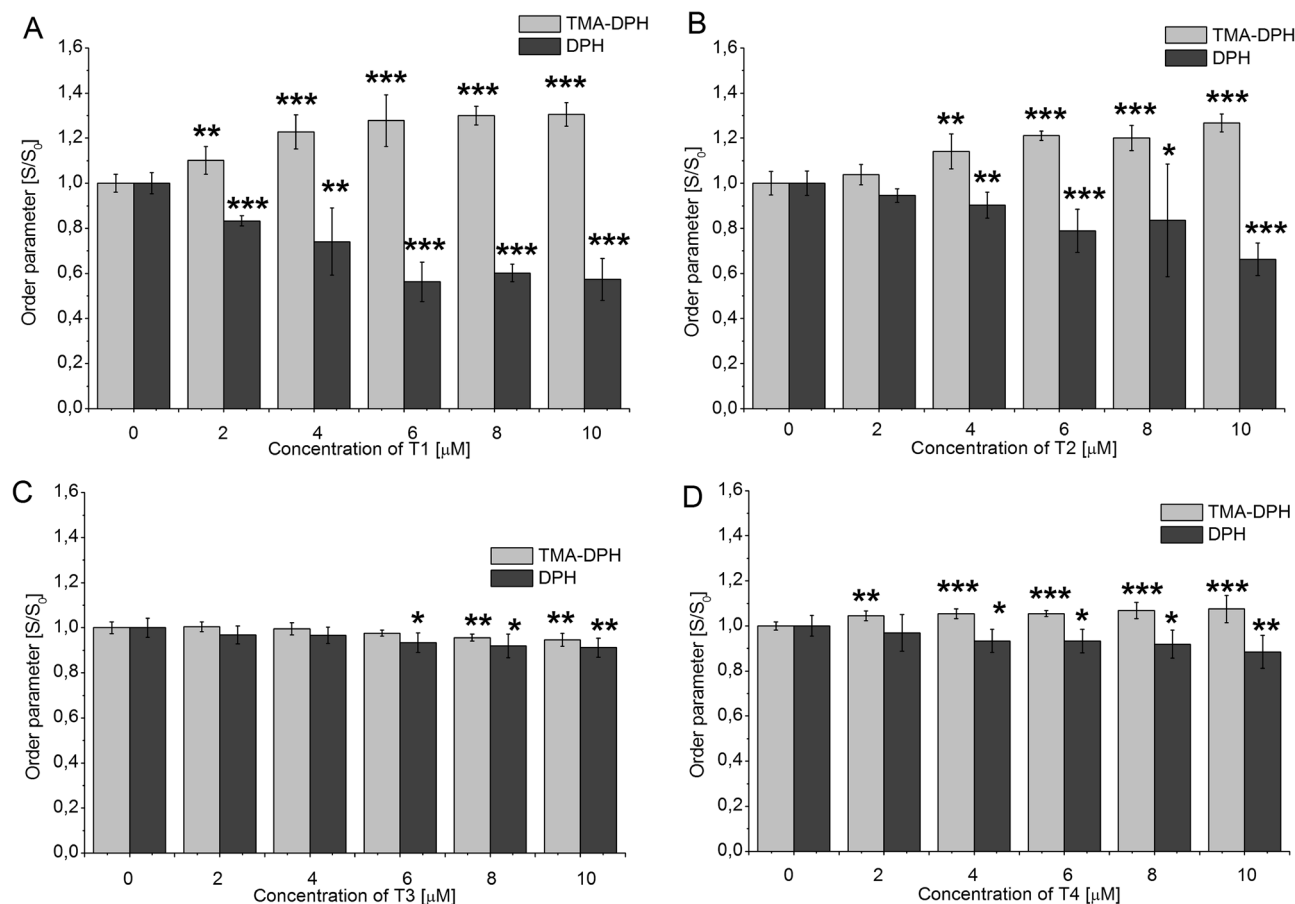 A
TMA-DPH
DPH
Order parameter [S/S₀]
1,6
1,4
1,2
1,0
0,8
0,6
0,4
0,2
0,0
** *** *** *** ***
*** ** *** *** ***
0 2 4 6 8 10
Concentration of T1 [µM]
B
TMA-DPH
DPH
Order parameter [S/S₀]
1,6
1,4
1,2
1,0
0,8
0,6
0,4
0,2
0,0
** *** *** ***
** *** * ***
0 2 4 6 8 10
Concentration of T2 [µM]
C
TMA-DPH
DPH
Order parameter [S/S₀]
1,6
1,4
1,2
1,0
0,8
0,6
0,4
0,2
0,0
* ** * ** **
0 2 4 6 8 10
Concentration of T3 [µM]
D
TMA-DPH
DPH
Order parameter [S/S₀]
1,6
1,4
1,2
1,0
0,8
0,6
0,4
0,2
0,0
** *** *** *** ***
* * * **
0 2 4 6 8 10
Concentration of T4 [µM]